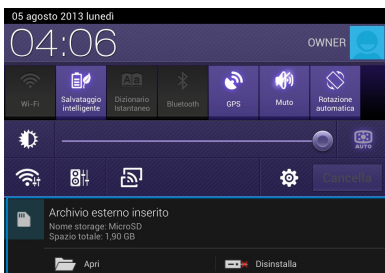 05 agosto 2013 lunedì
04:06
OWNER
Wi-Fi
Salvataggio intelligente
Dizionario Istantaneo
Bluetooth
GPS
Muto
Rotazione automatica
AUTO
Cancella
Archivio esterno inserito
Nome storage: MicroSD
Spazio totale: 1,90 GB
Apri
Disinstalla